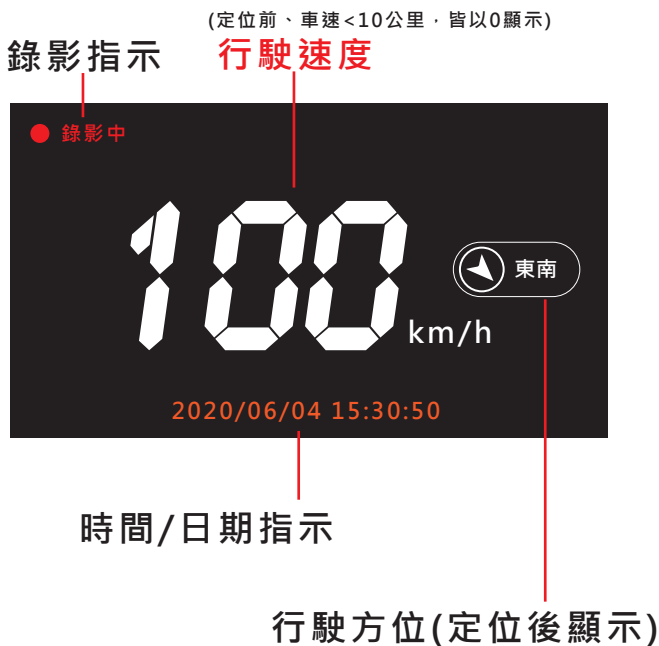 (定位前、車速<10公里，皆以0顯示)
錄影指示
行駛速度
錄影中
100
km/h
東南
2020/06/04 15:30:50
時間/日期指示
行駛方位(定位後顯示)